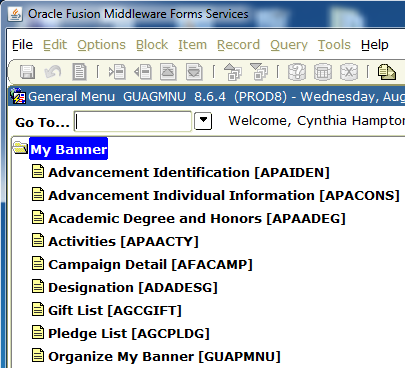 Oracle Fusion Middleware Forms Services
File Edit Options Block Item Record Query Tools Help
General Menu GUAGMNU 8.6.4 (PROD8) - Wednesday, Aug
Go To... Welcome, Cynthia Hampton
My Banner
Advancement Identification [APAIDEN]
Advancement Individual Information [APACONS]
Academic Degree and Honors [APAADEG]
Activities [APAACTY]
Campaign Detail [AFACAMP]
Designation [ADADESG]
Gift List [AGCGIFT]
Pledge List [AGCPLDG]
Organize My Banner [GUAPMNU]